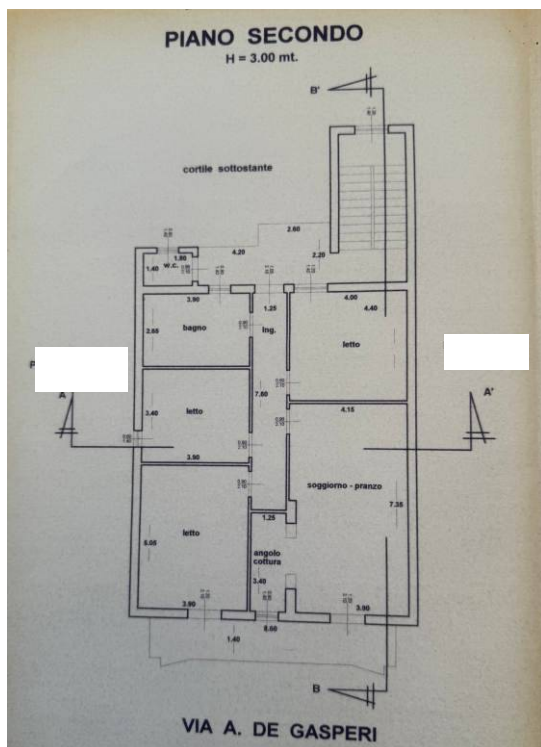 PIANO SECONDO
H = 3.00 mt.
B'
cortile sottostante
2.60
4.20
2.20
1.80
w.c.
1.40
3.90
1.25
4.00
4.40
bagno
Ing.
letto
2.65
A
A'
7.80
3.40
letto
4.15
3.90
soggiorno - pranzo
7.35
letto
1.25
5.05
angolo
cottura
3.40
3.90
3.90
8.60
1.40
B
VIA A. DE GASPERI